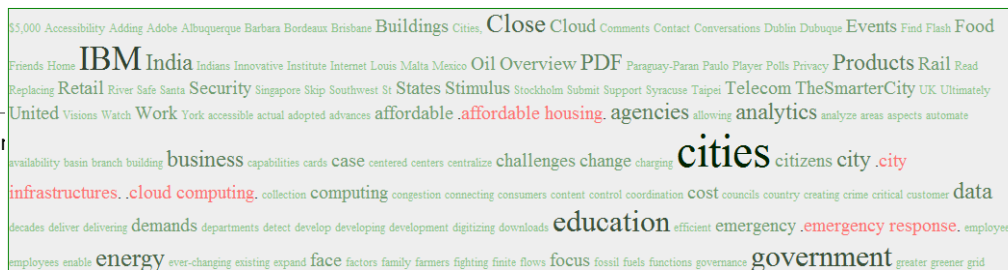 $5,000 Accessibility Adding Adobe Albuquerque Barbara Bordeaux Brisbane Buildings Cities, Close Cloud Comments Contact Conversations Dublin Dubuque Events Find Flash Food
Friends Home IBM India Indians Innovative Institute Internet Louis Malta Mexico Oil Overview PDF Paraguay-Paran Paulo Player Polls Privacy Products Rail Read
Replacing Retail River Safe Santa Security Singapore Skip Southwest St States Stimulus Stockholm Submit Support Syracuse Taipei Telecom TheSmarterCity UK Ultimately
United Visions Watch Work York accessible actual adopted advances affordable .affordable housing. agencies allowing analytics analyze areas aspects automate
availability basin branch building business capabilities cards case centered centers centralize challenges change charging cities citizens city .city
infrastructures. .cloud computing. collection computing congestion connecting consumers content control coordination cost councils country creating crime critical customer data
decades deliver delivering demands departments detect develop developing development digitizing downloads education efficient emergency .emergency response. employee
employees enable energy ever-changing existing expand face factors family farmers fighting finite flows focus fossil fuels functions governance government greater greener grid